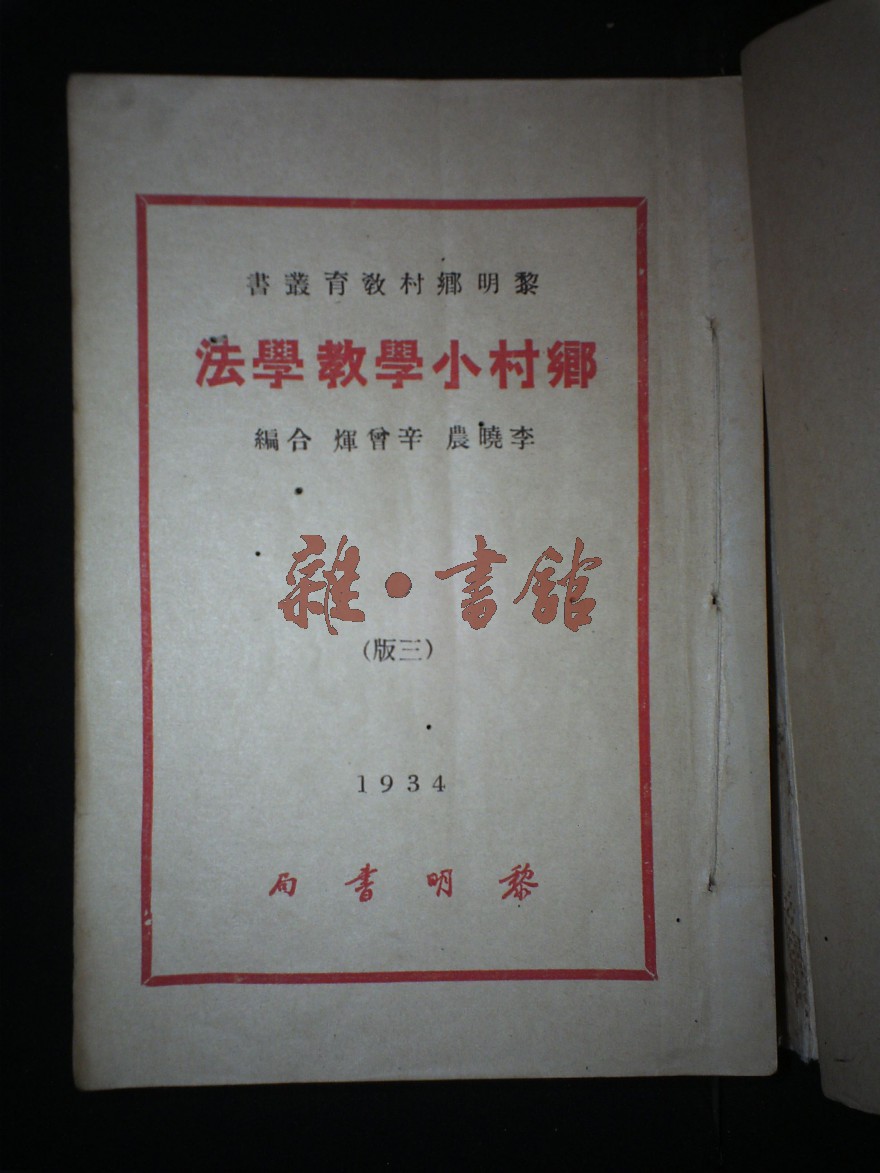 黎明鄉村教育叢書
鄉村小學教學法
李曉農 辛曾煇 合編
雜·書館
(三版)
1934
黎明書局